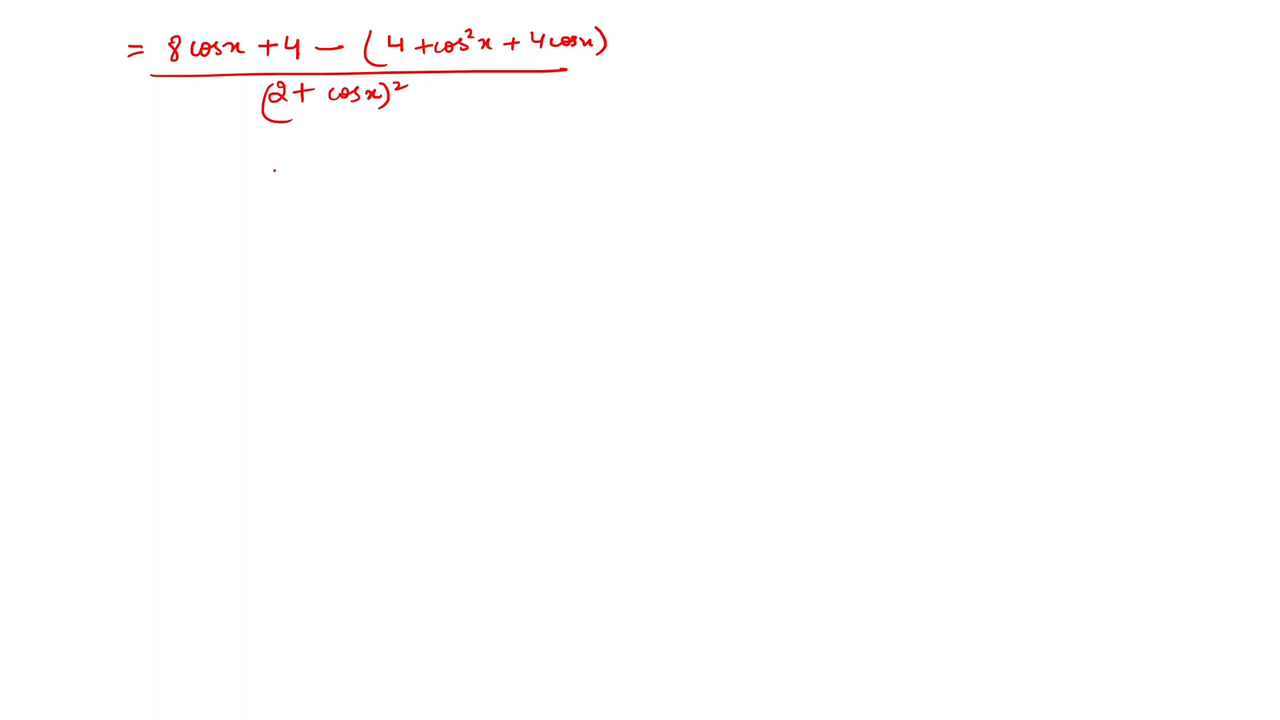 = 8 cosx + 4 - (4 + cos²x + 4 cosx)
(2 + cosx)²